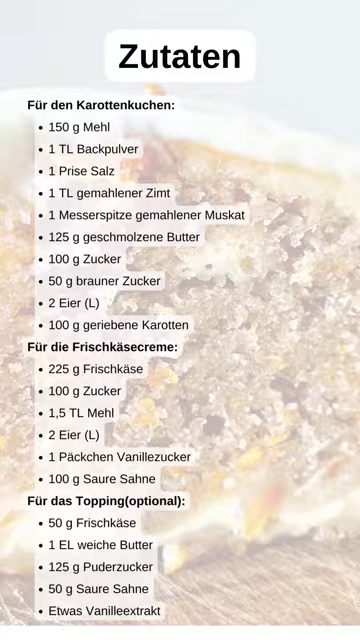 Zutaten
Für den Karottenkuchen:
• 150 g Mehl
• 1 TL Backpulver
• 1 Prise Salz
• 1 TL gemahlener Zimt
• 1 Messerspitze gemahlener Muskat
• 125 g geschmolzene Butter
• 100 g Zucker
• 50 g brauner Zucker
• 2 Eier (L)
• 100 g geriebene Karotten
Für die Frischkäsecreme:
• 225 g Frischkäse
• 100 g Zucker
• 1,5 TL Mehl
• 2 Eier (L)
• 1 Päckchen Vanillezucker
• 100 g Saure Sahne
Für das Topping(optional):
• 50 g Frischkäse
• 1 EL weiche Butter
• 125 g Puderzucker
• 50 g Saure Sahne
• Etwas Vanilleextrakt